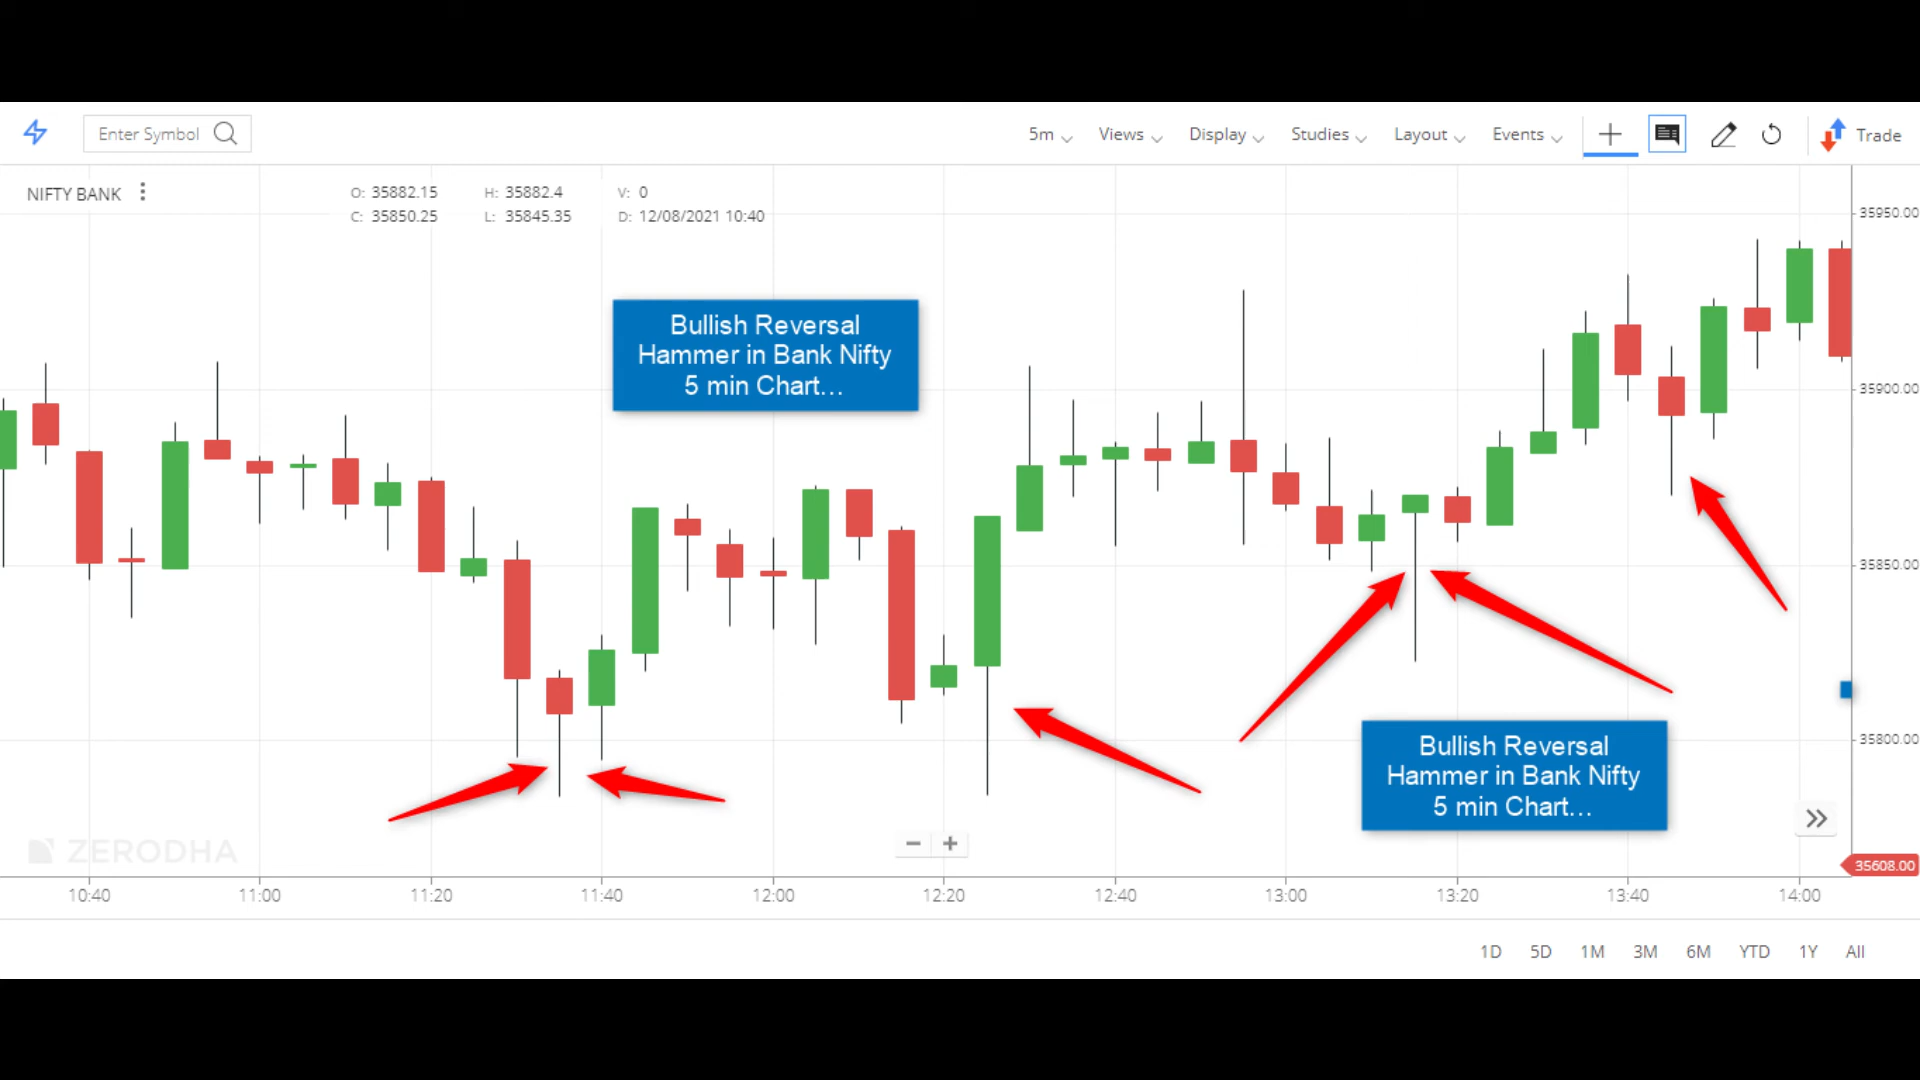 Enter Symbol
5m
Views
Display
Studies
Layout
Events
Trade
NIFTY BANK
O: 35882.15 H: 35882.4 V: 0
C: 35850.25 L: 35845.35 D: 12/08/2021 10:40
35950.00
Bullish Reversal
Hammer in Bank Nifty
5 min Chart...
35900.00
35850.00
35800.00
Bullish Reversal
Hammer in Bank Nifty
5 min Chart...
ZERODHA
35608.00
10:40 11:00 11:20 11:40 12:00 12:20 12:40 13:00 13:20 13:40 14:00
1D 5D 1M 3M 6M YTD 1Y All